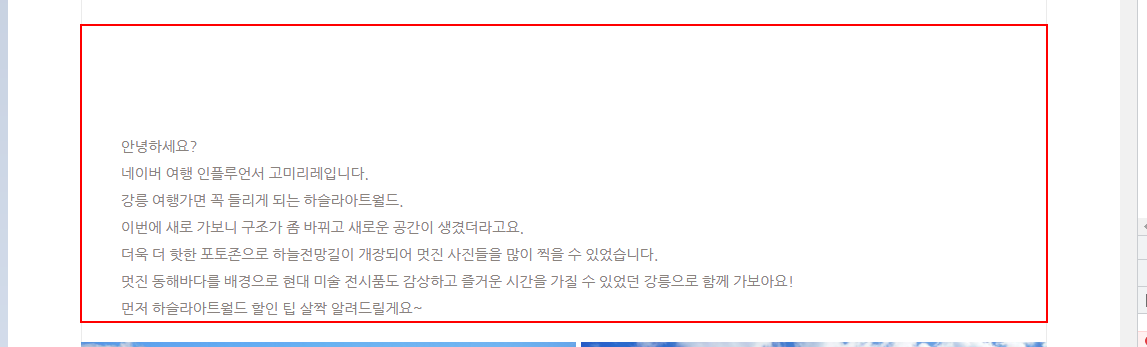 안녕하세요?
네이버 여행 인플루언서 고미리레입니다.
강릉 여행가면 꼭 들리게 되는 하슬라아트월드.
이번에 새로 가보니 구조가 좀 바뀌고 새로운 공간이 생겼더라고요.
더욱 더 핫한 포토존으로 하늘전망길이 개장되어 멋진 사진들을 많이 찍을 수 있었습니다.
멋진 동해바다를 배경으로 현대 미술 전시품도 감상하고 즐거운 시간을 가질 수 있었던 강릉으로 함께 가보아요!
먼저 하슬라아트월드 할인 팁 살짝 알려드릴게요~